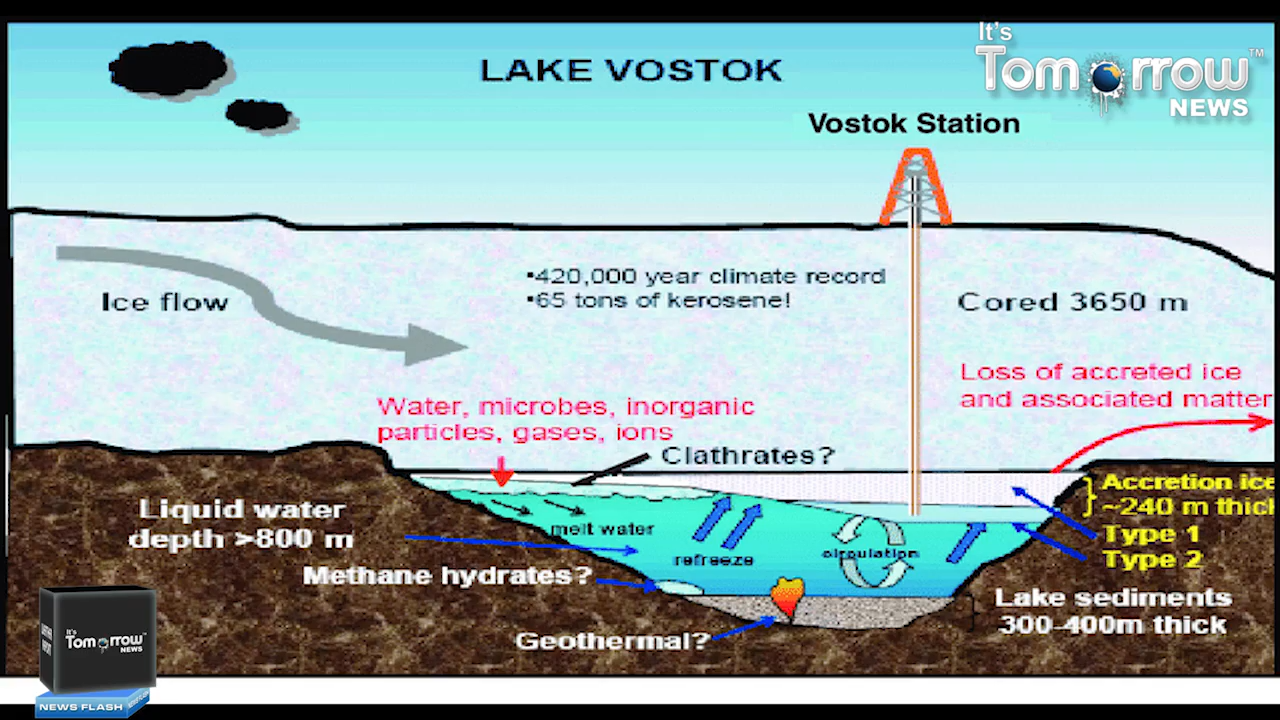 It's
Tomorrow™
NEWS
LAKE VOSTOK
Vostok Station
•420,000 year climate record
•65 tons of kerosene!
Ice flow
Cored 3650 m
Loss of accreted ice
and associated matter
Water, microbes, inorganic
particles, gases, ions
Clathrates?
Accretion ice
~240 m thick
Type 1
Type 2
Liquid water
depth >800 m
melt water
refreeze
circulation
Methane hydrates?
Lake sediments
300-400m thick
Geothermal?
It's
Tomorrow™
NEWS
NEWS FLASH